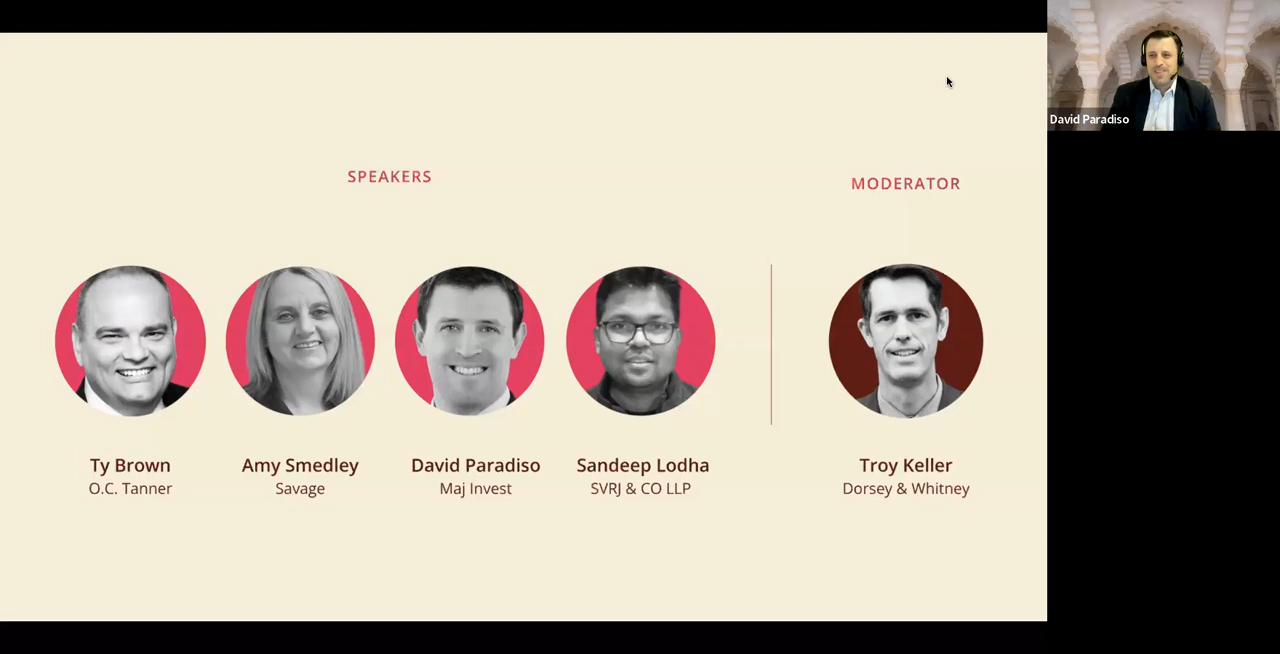 SPEAKERS
MODERATOR
Ty Brown
O.C. Tanner
Amy Smedley
Savage
David Paradiso
Maj Invest
Sandeep Lodha
SVRJ & CO LLP
Troy Keller
Dorsey & Whitney
David Paradiso